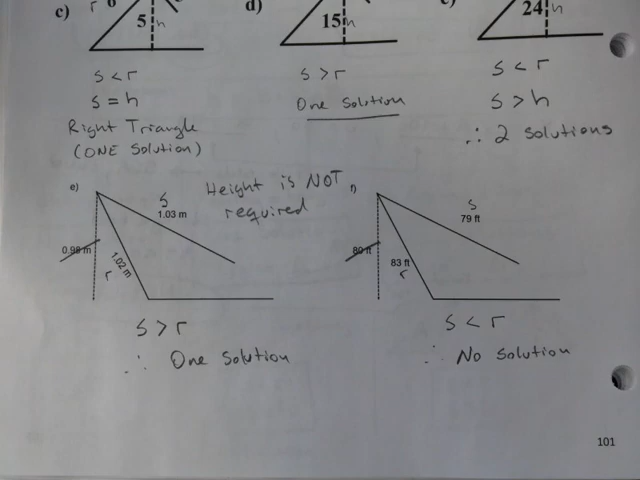 c) r 6 5 h
d) 15 h
e) 24 h
s < r
s = h
Right Triangle
(ONE Solution)
s > r
One Solution
s < r
s > h
∴ 2 solutions
e) 0.98 m 1.02 m r s 1.03 m
Height is NOT
required
f) 80 ft 83 ft r s 79 ft
s > r
∴ One solution
s < r
∴ No solution
101